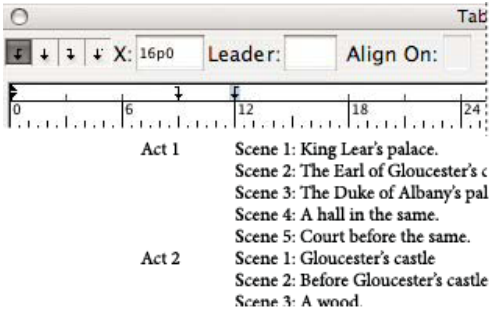 Tab
X: 16p0 Leader: Align On:
0 6 12 18 24
Act 1 Scene 1: King Lear's palace.
Scene 2: The Earl of Gloucester's
Scene 3: The Duke of Albany's pal
Scene 4: A hall in the same.
Scene 5: Court before the same.
Act 2 Scene 1: Gloucester's castle
Scene 2: Before Gloucester's castle
Scene 3: A wood.